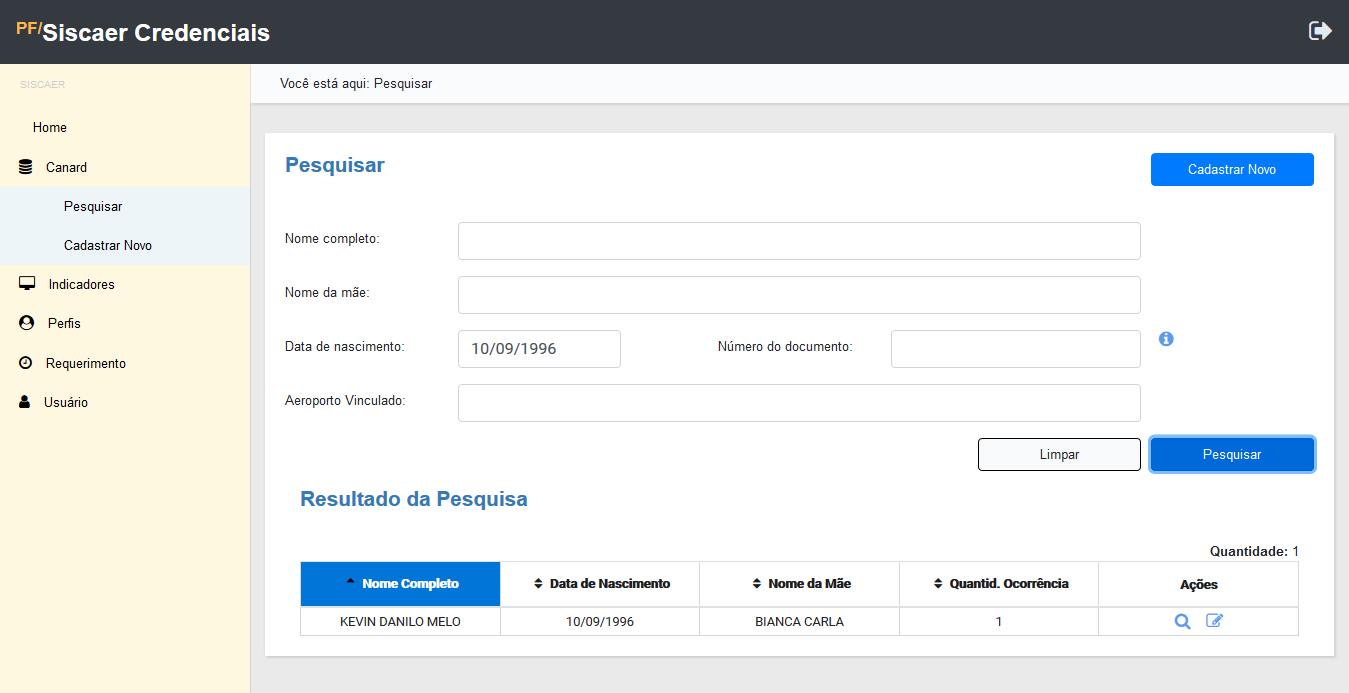 PF/Siscaer Credenciais
SISCAER
Você está aqui: Pesquisar
Home
Canard
Pesquisar
Cadastrar Novo
Indicadores
Perfis
Requerimento
Usuário
Pesquisar
Cadastrar Novo
Nome completo:
Nome da mãe:
Data de nascimento: 10/09/1996 Número do documento:
Aeroporto Vinculado:
Limpar Pesquisar
Resultado da Pesquisa
Quantidade: 1
Nome Completo Data de Nascimento Nome da Mãe Quantid. Ocorrência Ações
KEVIN DANILO MELO 10/09/1996 BIANCA CARLA 1